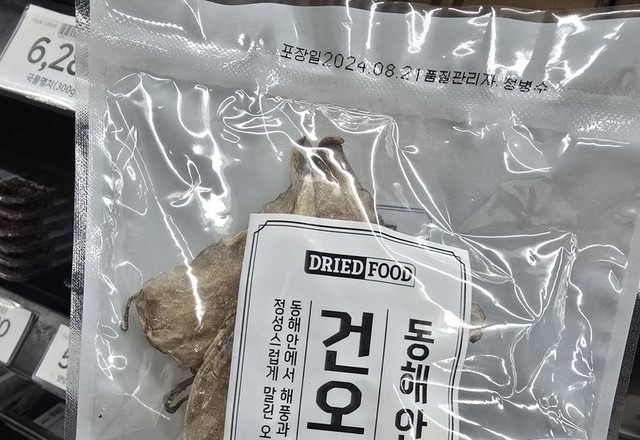 포장일2024.08.21품질관리자 정병수
6,28
국물멸치(300g
DRIED FOOD
동해안
건오
동해안에서 해풍과
정성스럽게 말린 오
0
5